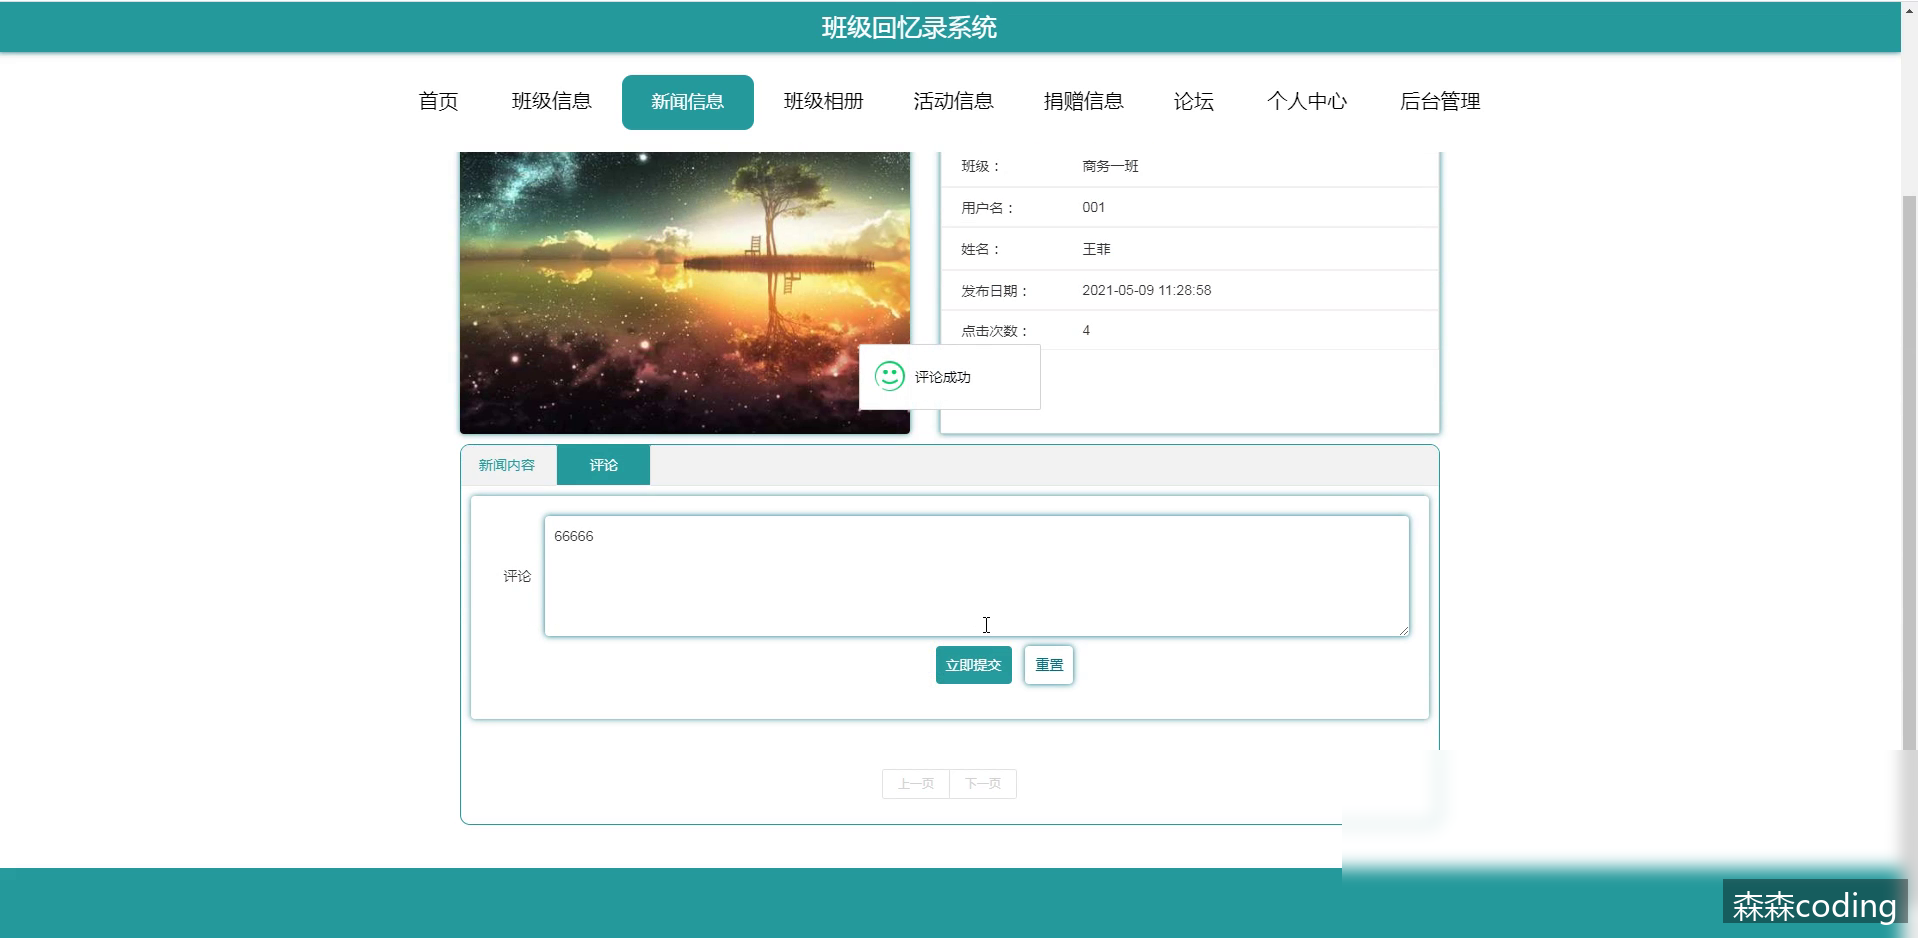 班级回忆录系统
首页 班级信息 新闻信息 班级相册 活动信息 捐赠信息 论坛 个人中心 后台管理
班级： 商务一班
用户名： 001
姓名： 王菲
发布日期： 2021-05-09 11:28:58
点击次数： 4
评论成功
新闻内容 评论
66666
评论
立即提交 重置
上一页 下一页
森森coding